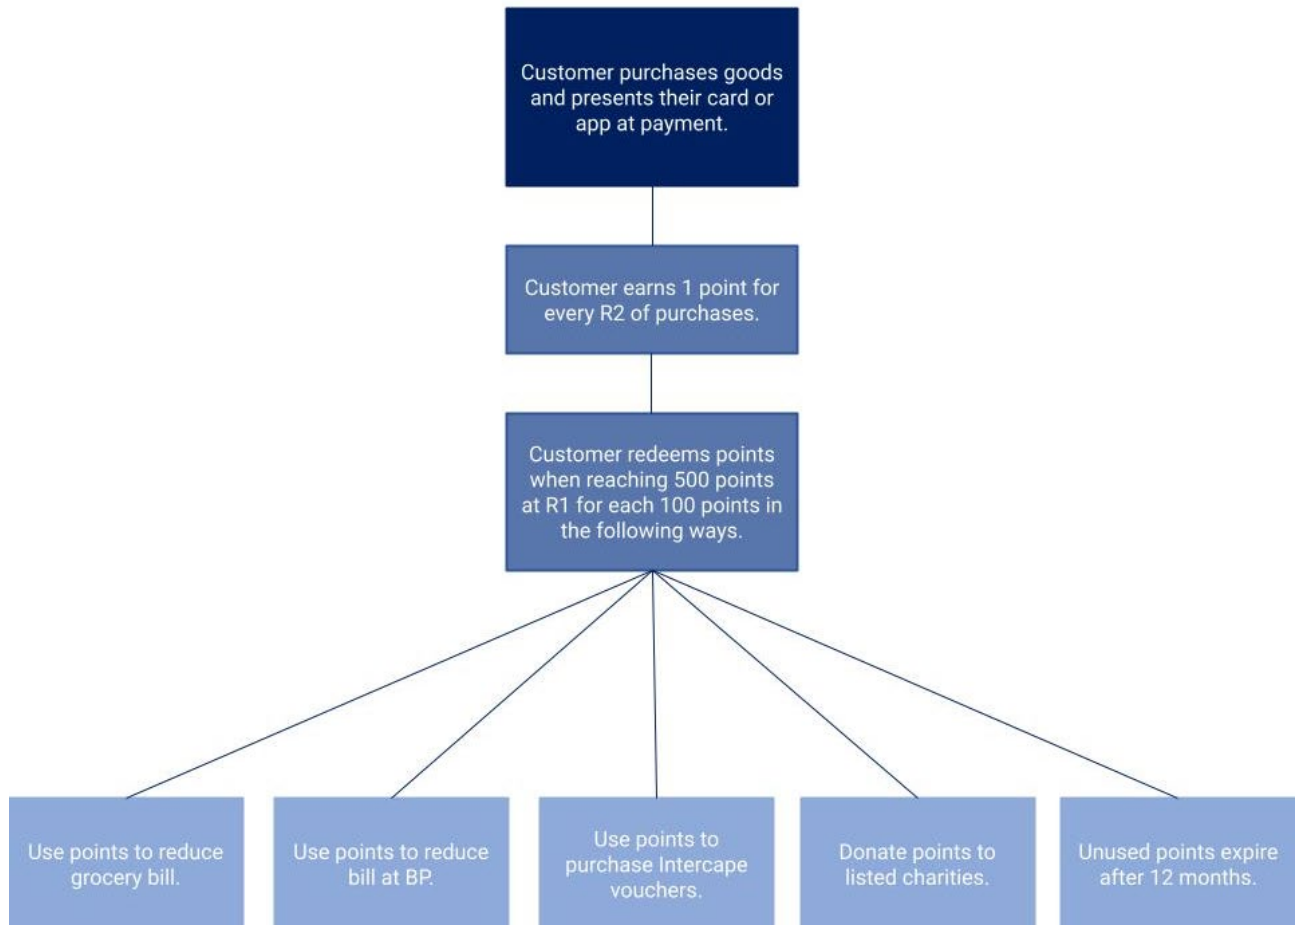 Customer purchases goods
and presents their card or
app at payment.
Customer earns 1 point for
every R2 of purchases.
Customer redeems points
when reaching 500 points
at R1 for each 100 points in
the following ways.
Use points to reduce
grocery bill.
Use points to reduce
bill at BP.
Use points to
purchase Intercape
vouchers.
Donate points to
listed charities.
Unused points expire
after 12 months.